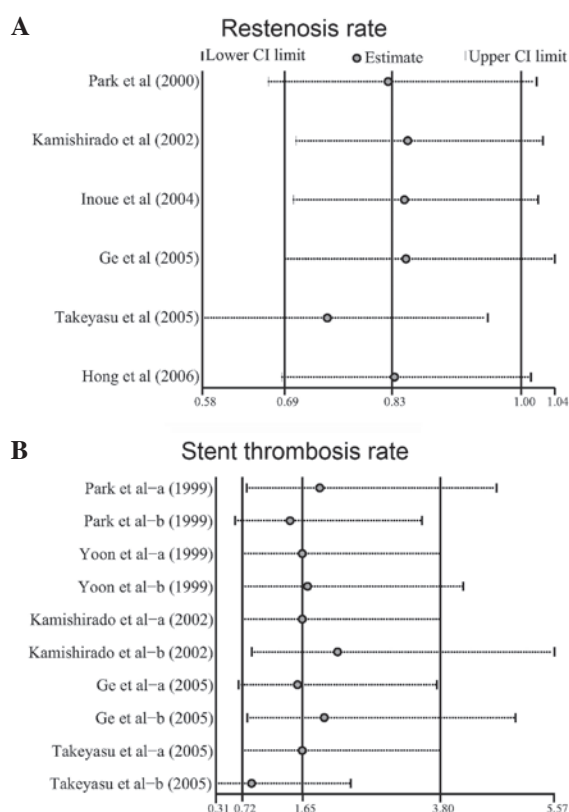 A
Restenosis rate
Lower CI limit Estimate Upper CI limit
Park et al (2000)
Kamishirado et al (2002)
Inoue et al (2004)
Ge et al (2005)
Takeyasu et al (2005)
Hong et al (2006)
0.58 0.69 0.83 1.00 1.04
B
Stent thrombosis rate
Park et al−a (1999)
Park et al−b (1999)
Yoon et al−a (1999)
Yoon et al−b (1999)
Kamishirado et al−a (2002)
Kamishirado et al−b (2002)
Ge et al−a (2005)
Ge et al−b (2005)
Takeyasu et al−a (2005)
Takeyasu et al−b (2005)
0.31 0.72 1.65 3.80 5.57